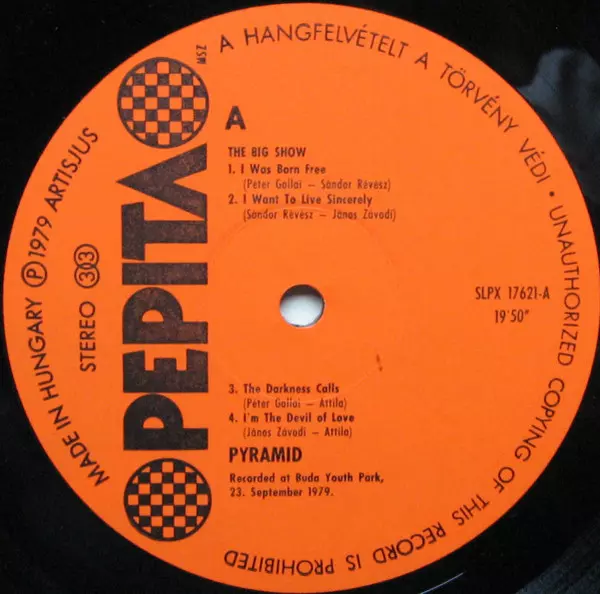 MADE IN HUNGARY Ⓟ 1979 ARTISJUS
STEREO 33
PEPITA
MSZ
A HANGFELVÉTELT A TÖRVÉNY VÉDI • UNAUTHORIZED COPYING OF THIS RECORD IS PROHIBITED
A
THE BIG SHOW
1. I Was Born Free
(Péter Gallai – Sándor Révész)
2. I Want To Live Sincerely
(Sándor Révész – János Závodi)
SLPX 17621-A
19'50"
3. The Darkness Calls
(Péter Gallai – Attila)
4. I'm The Devil of Love
(János Závodi – Attila)
PYRAMID
Recorded at Buda Youth Park,
23. September 1979.